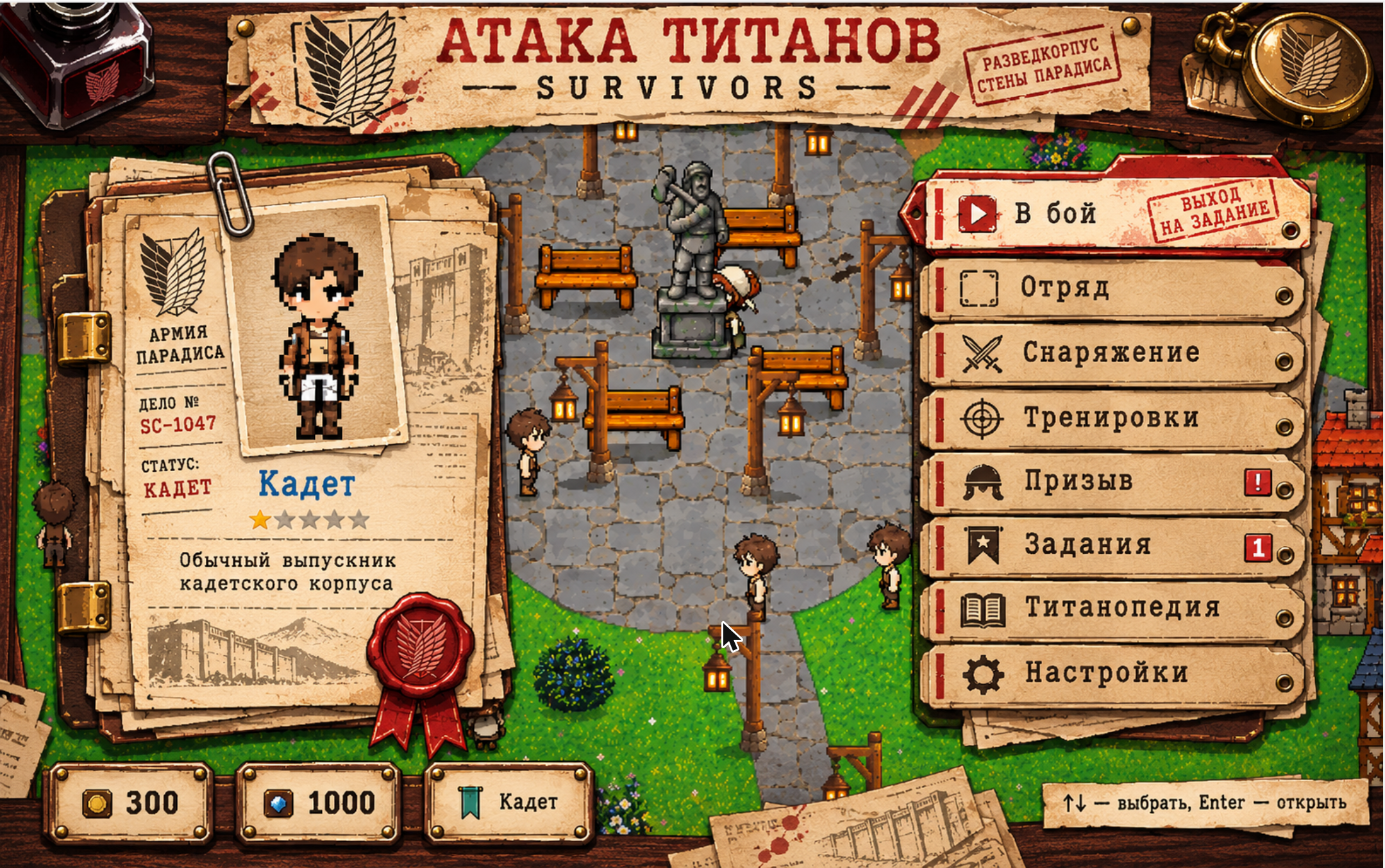 АТАКА ТИТАНОВ
SURVIVORS
РАЗВЕДКОРПУС
СТЕНЫ ПАРАДИСА
АРМИЯ
ПАРАДИСА
ДЕЛО №
SC-1047
СТАТУС:
КАДЕТ
Кадет
Обычный выпускник
кадетского корпуса
В бой
ВЫХОД
НА ЗАДАНИЕ
Отряд
Снаряжение
Тренировки
Призыв !
Задания 1
Титанопедия
Настройки
300
1000
Кадет
↑↓ — выбрать, Enter — открыть